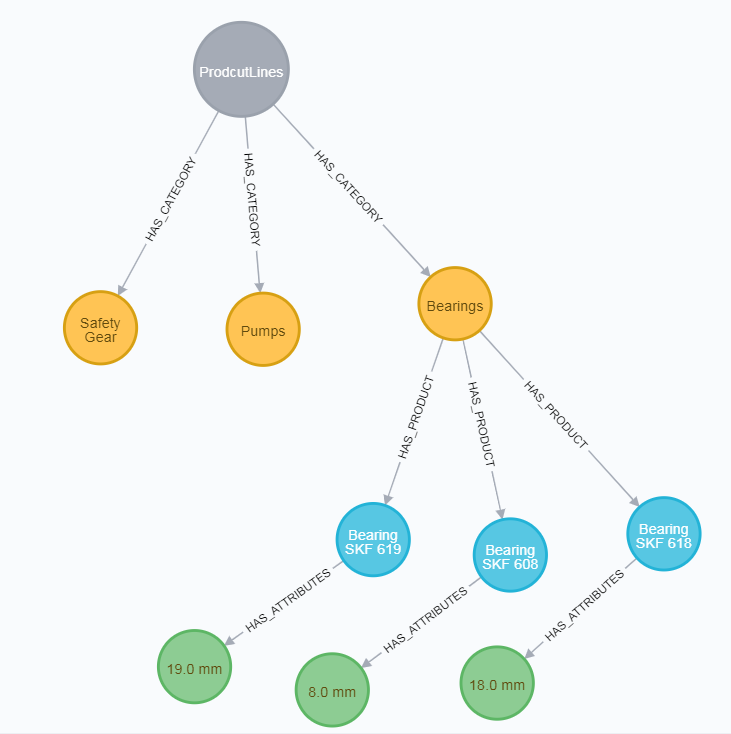 ProdcutLines
HAS_CATEGORY
HAS_CATEGORY
HAS_CATEGORY
Safety
Gear
Pumps
Bearings
HAS_PRODUCT
HAS_PRODUCT
HAS_PRODUCT
Bearing
SKF 619
Bearing
SKF 608
Bearing
SKF 618
HAS_ATTRIBUTES
HAS_ATTRIBUTES
HAS_ATTRIBUTES
19.0 mm
8.0 mm
18.0 mm